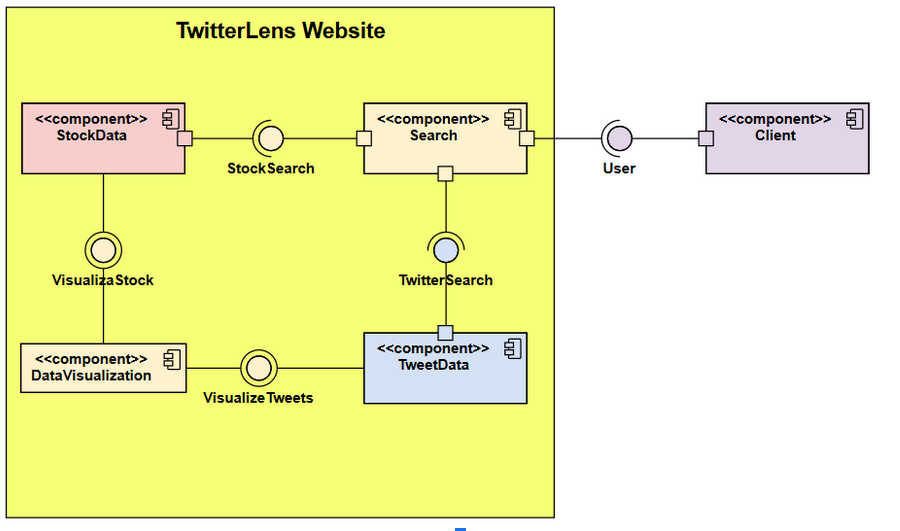 TwitterLens Website
<<component>>
StockData
<<component>>
Search
<<component>>
Client
StockSearch
User
VisualizaStock
TwitterSearch
<<component>>
DataVisualization
<<component>>
TweetData
VisualizeTweets